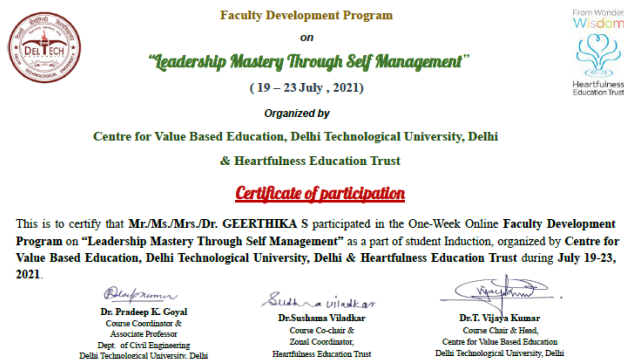 Faculty Development Program
on
“Leadership Mastery Through Self Management”
( 19 – 23 July , 2021)
Organized by
Centre for Value Based Education, Delhi Technological University, Delhi
& Heartfulness Education Trust
DELTECH
From Wonder
Wisdom
Heartfulness
Education Trust
Certificate of participation
This is to certify that Mr./Ms./Mrs./Dr. GEERTHIKA S participated in the One-Week Online Faculty Development
Program on “Leadership Mastery Through Self Management” as a part of student Induction, organized by Centre for
Value Based Education, Delhi Technological University, Delhi & Heartfulness Education Trust during July 19-23,
2021.
Sushma Viladkar
Dr. Pradeep K. Goyal
Course Coordinator &
Associate Professor
Dept. of Civil Engineering
Delhi Technological University, Delhi
Dr.Sushama Viladkar
Course Co-chair &
Zonal Coordinator,
Heartfulness Education Trust
Dr.T. Vijaya Kumar
Course Chair & Head,
Centre for Value Based Education
Delhi Technological University, Delhi